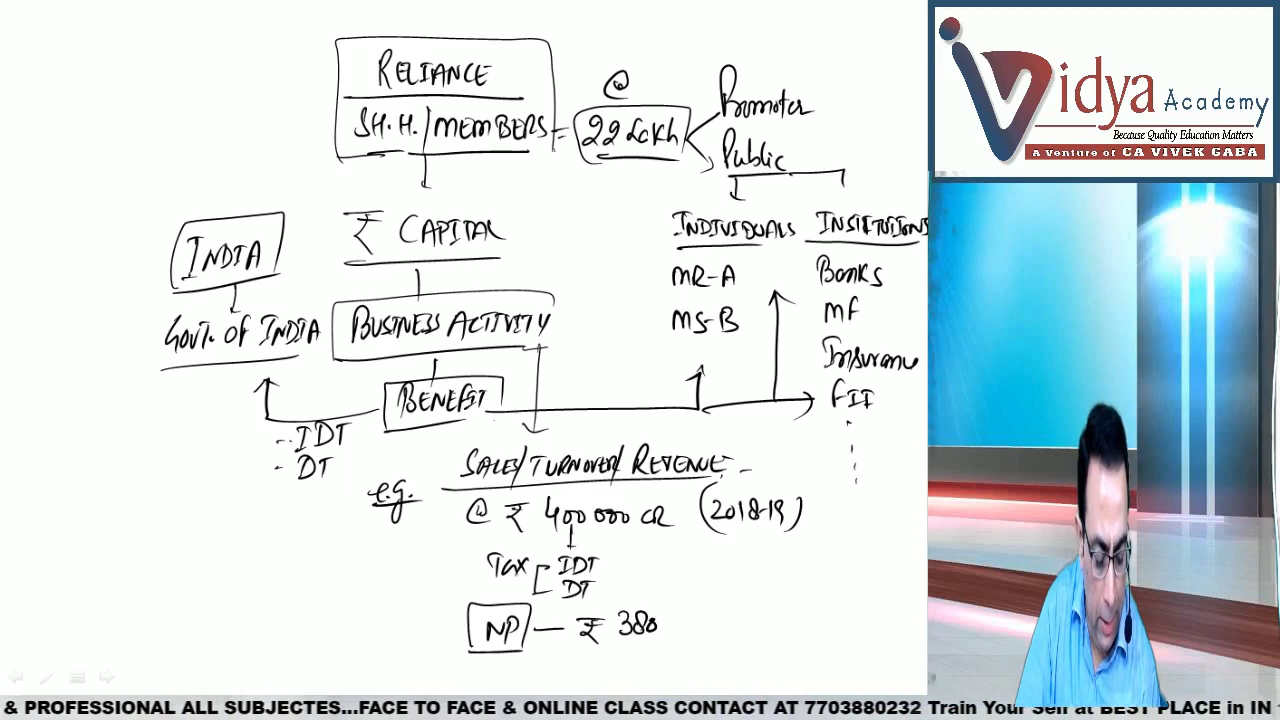 RELIANCE
SH.H./MEMBERS = @ 22 Lakh
Promoter
Public
INDIVIDUALS INSTITUTIONS
MR-A Banks
MS-B MF
Insurance
FII
₹ CAPITAL
INDIA
GOVT. OF INDIA
BUSINESS ACTIVITY
BENEFIT
- IDT
- DT
SALES/TURNOVER/REVENUE -
e.g. @ ₹ 400 000 CR (2018-19)
Tax IDT
DT
NP — ₹ 380
Vidya Academy
Because Quality Education Matters
A Venture of CA VIVEK GABA
& PROFESSIONAL ALL SUBJECTES...FACE TO FACE & ONLINE CLASS CONTACT AT 7703880232 Train Your Self at BEST PLACE in IN